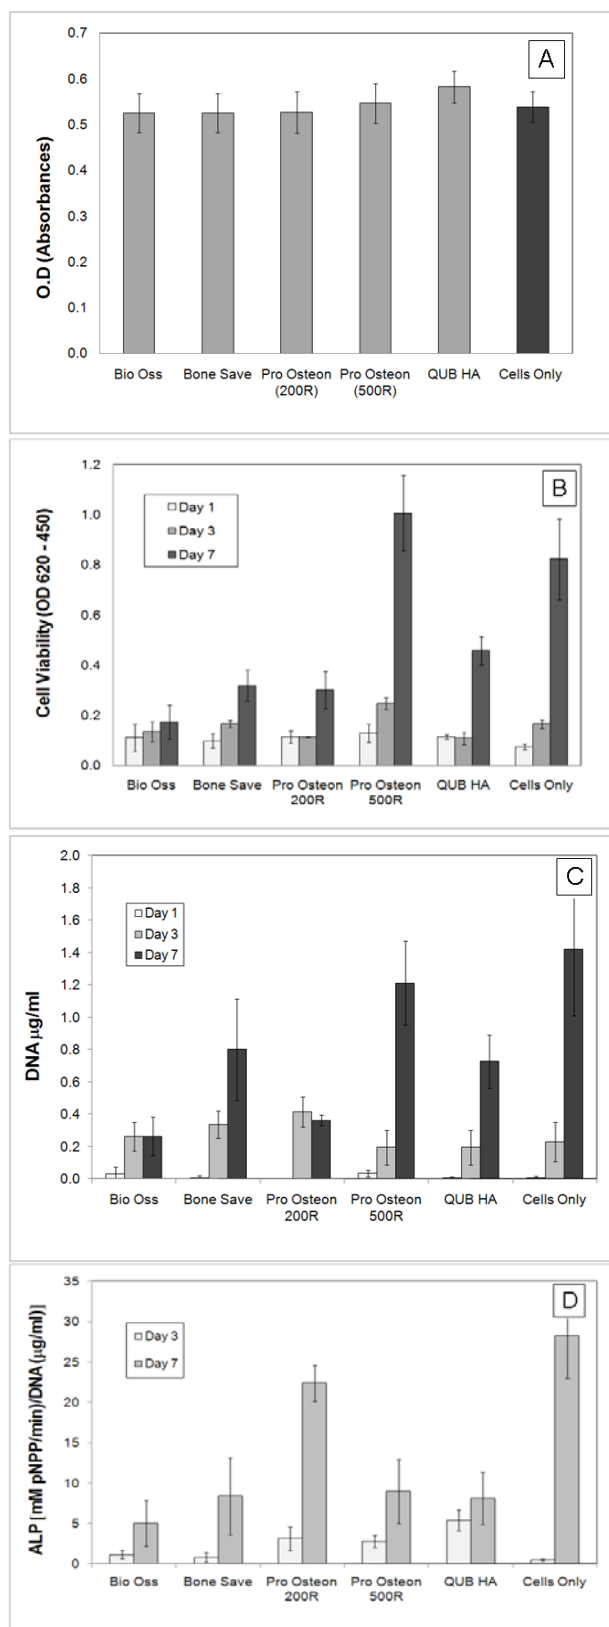 A
O.D (Absorbances)
0.7
0.6
0.5
0.4
0.3
0.2
0.1
0.0
Bio Oss Bone Save Pro Osteon Pro Osteon QUB HA Cells Only
(200R) (500R)
B
Cell Viability (OD 620 - 450)
1.2
1.0
0.8
0.6
0.4
0.2
0.0
Day 1
Day 3
Day 7
Bio Oss Bone Save Pro Osteon Pro Osteon QUB HA Cells Only
200R 500R
C
DNA µg/ml
2.0
1.8
1.6
1.4
1.2
1.0
0.8
0.6
0.4
0.2
0.0
Day 1
Day 3
Day 7
Bio Oss Bone Save Pro Osteon Pro Osteon QUB HA Cells Only
200R 500R
D
ALP [mM pNPP/min)/DNA (µg/ml)]
35
30
25
20
15
10
5
0
Day 3
Day 7
Bio Oss Bone Save Pro Osteon Pro Osteon QUB HA Cells Only
200R 500R